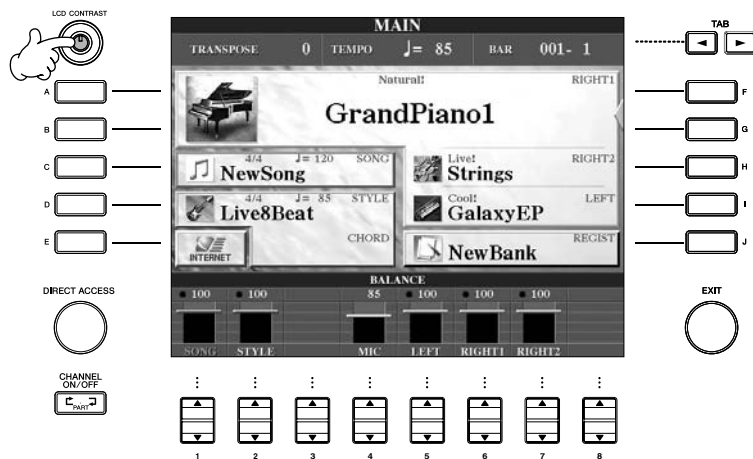 LCD CONTRAST
MAIN
TAB
TRANSPOSE 0 TEMPO ♩= 85 BAR 001- 1
A
Natural! RIGHT1
F
GrandPiano1
B
G
4/4 ♩= 120 SONG
NewSong
C
Live! RIGHT2
Strings
H
4/4 ♩= 85 STYLE
Live8Beat
D
Cool! LEFT
GalaxyEP
I
E
INTERNET
CHORD
REGIST
NewBank
J
DIRECT ACCESS
BALANCE
EXIT
100 100 85 100 100 100
SONG STYLE MIC LEFT RIGHT1 RIGHT2
CHANNEL
ON/OFF
PART
1 2 3 4 5 6 7 8